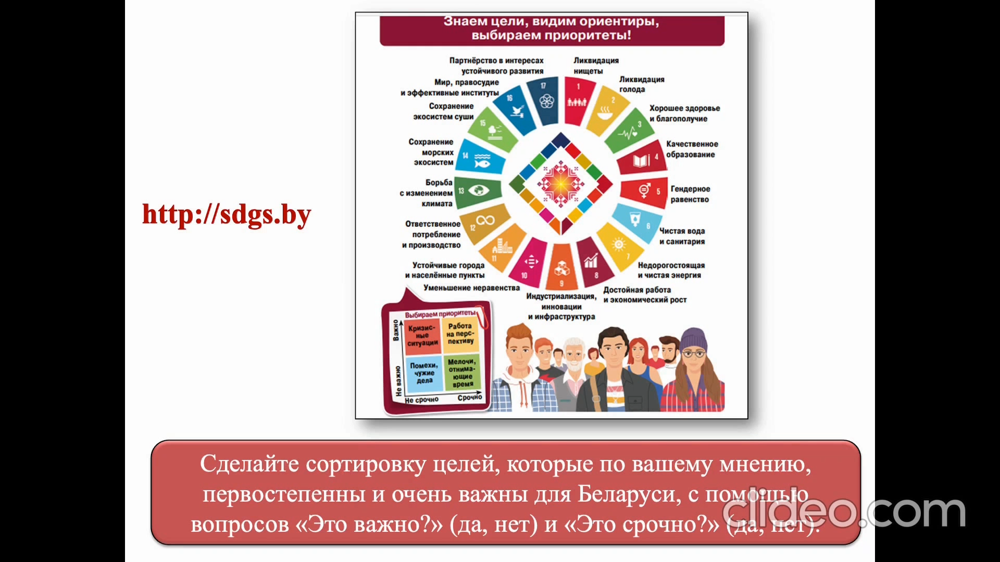 Знаем цели, видим ориентиры,
выбираем приоритеты!
Партнёрство в интересах
устойчивого развития
Ликвидация
нищеты
Мир, правосудие
и эффективные институты
Ликвидация
голода
Сохранение
экосистем суши
Хорошее здоровье
и благополучие
Сохранение
морских
экосистем
Качественное
образование
Борьба
с изменением
климата
Гендерное
равенство
Ответственное
потребление
и производство
Чистая вода
и санитария
Устойчивые города
и населённые пункты
Недорогостоящая
и чистая энергия
Уменьшение неравенства
Достойная работа
и экономический рост
Индустриализация,
инновации
и инфраструктура
1
2
3
4
5
6
7
8
9
10
11
12
13
14
15
16
17
http://sdgs.by
Выбираем приоритеты
Важно
Не важно
Кризис-
ные
ситуации
Работа
на перс-
пективу
Помехи,
чужие
дела
Мелочи,
отнима-
ющие
время
Не срочно
Срочно
Сделайте сортировку целей, которые по вашему мнению,
первостепенны и очень важны для Беларуси, с помощью
вопросов «Это важно?» (да, нет) и «Это срочно?» (да, нет).
clideo.com